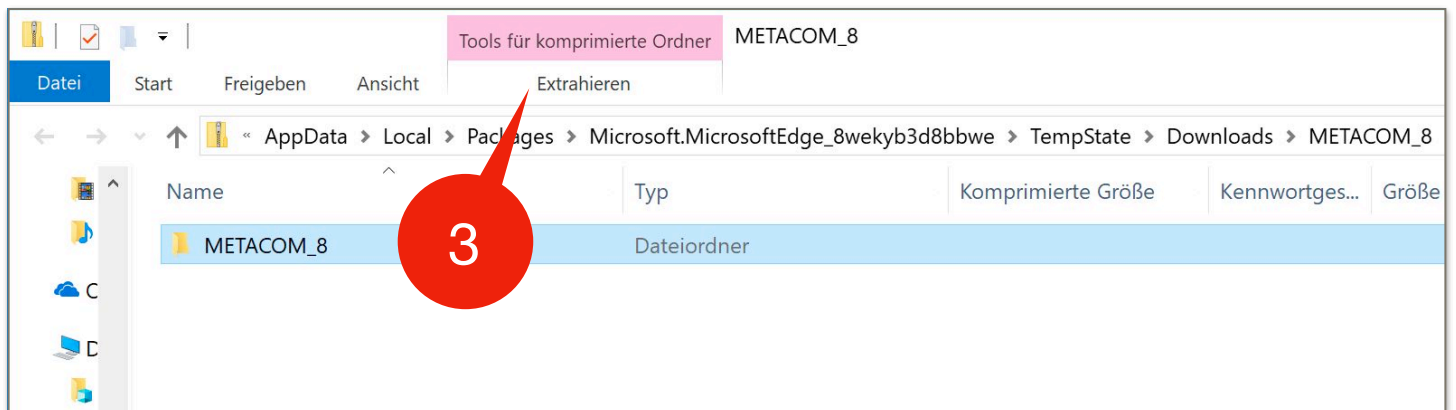 Tools für komprimierte Ordner METACOM_8
Datei Start Freigeben Ansicht Extrahieren
« AppData > Local > Packages > Microsoft.MicrosoftEdge_8wekyb3d8bbwe > TempState > Downloads > METACOM_8
Name Typ Komprimierte Größe Kennwortges... Größe
METACOM_8 3 Dateiordner
C
D